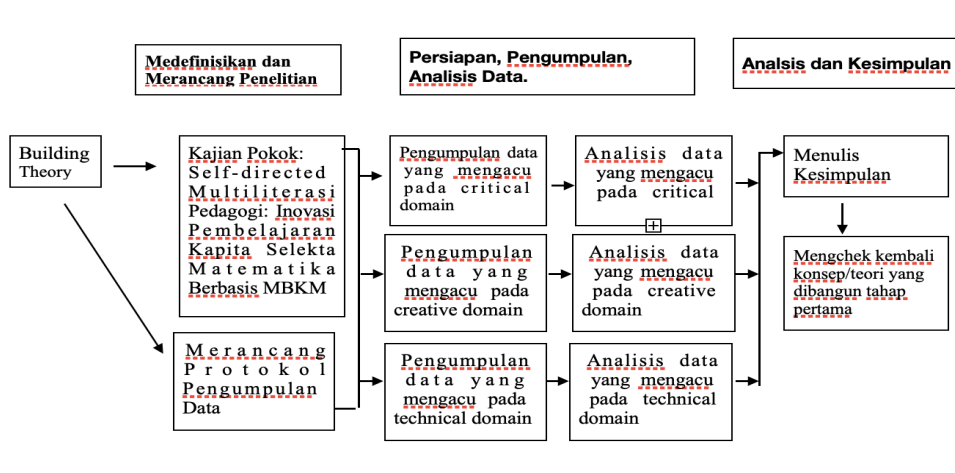 Medefinisikan dan
Merancang Penelitian
Persiapan, Pengumpulan,
Analisis Data.
Analsis dan Kesimpulan
Building
Theory
Kajian Pokok:
Self-directed
Multiliterasi
Pedagogi: Inovasi
Pembelajaran
Kapita Selekta
Matematika
Berbasis MBKM
Merancang
Protokol
Pengumpulan
Data
Pengumpulan data
yang mengacu
pada critical
domain
Pengumpulan
data yang
mengacu pada
creative domain
Pengumpulan
data yang
mengacu pada
technical domain
Analisis data
yang mengacu
pada critical
Analisis data
yang mengacu
pada creative
domain
Analisis data
yang mengacu
pada technical
domain
Menulis
Kesimpulan
Mengchek kembali
konsep/teori yang
dibangun tahap
pertama